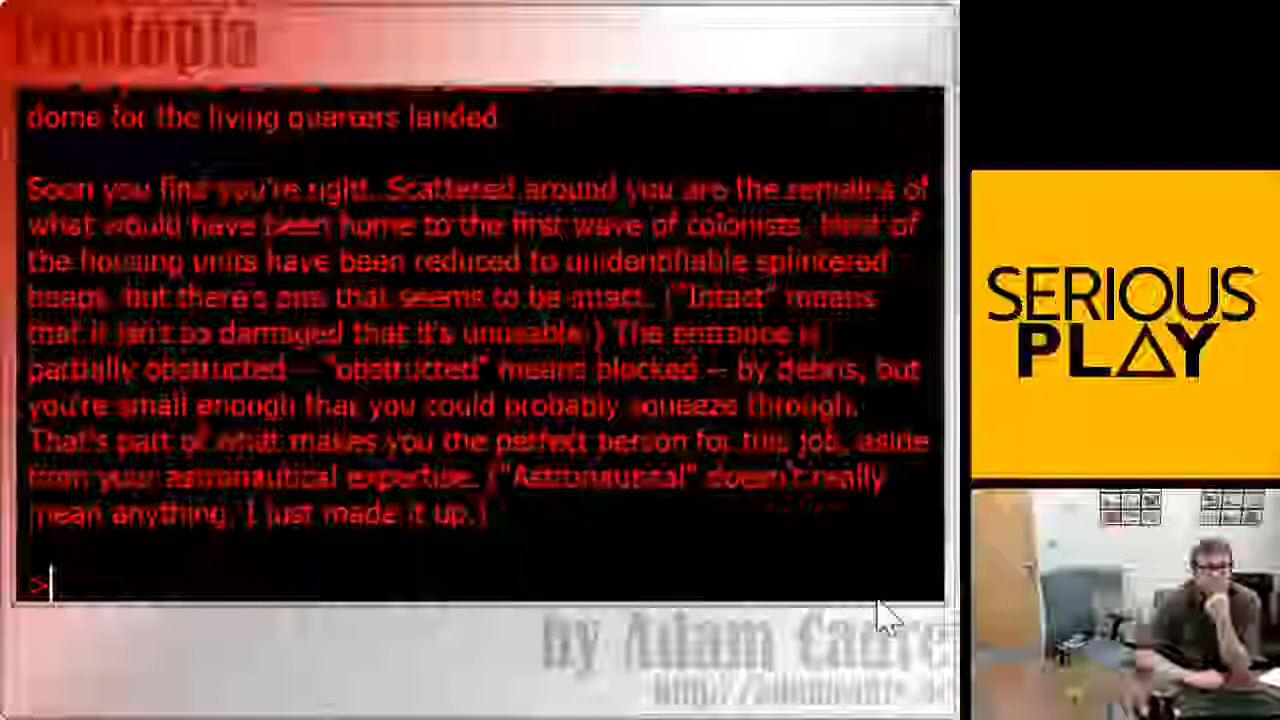 dome for the living quarters landed.
Soon you find you're right. Scattered around you are the remains of
what would have been home to the first wave of colonists. Most of
the housing units have been reduced to unidentifiable splintered
heaps, but there's one that seems to be intact. ("Intact" means
that it isn't so damaged that it's unusable.) The entrance is
partially obstructed -- "obstructed" means blocked -- by debris, but
you're small enough that you could probably squeeze through.
That's part of what makes you the perfect person for this job, aside
from your astronautical expertise. ("Astronautical" doesn't really
mean anything. I just made it up.)
>
by Adam Cadre
SERIOUS
PLAY